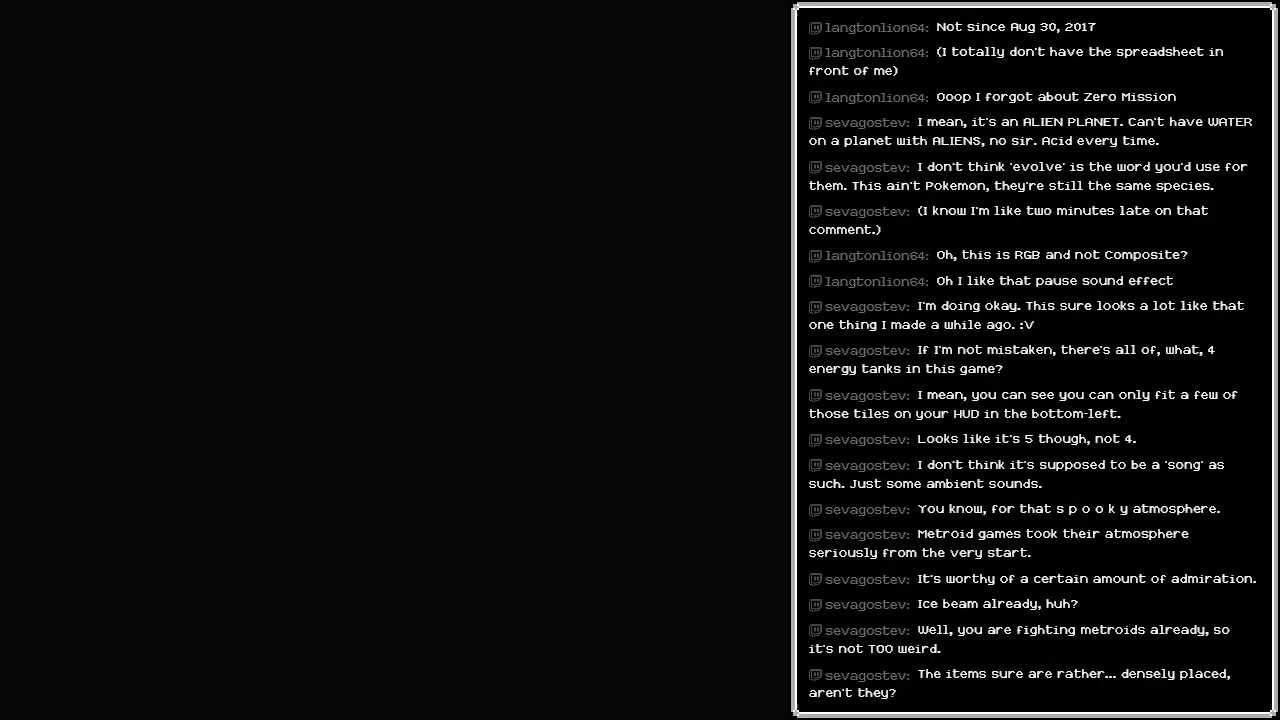 langtonlion64: Not since Aug 30, 2017
langtonlion64: (I totally don't have the spreadsheet in
front of me)
langtonlion64: Ooop I forgot about Zero Mission
sevagostev: I mean, it's an ALIEN PLANET. Can't have WATER
on a planet with ALIENS, no sir. Acid every time.
sevagostev: I don't think 'evolve' is the word you'd use for
them. This ain't Pokemon, they're still the same species.
sevagostev: (I know I'm like two minutes late on that
comment.)
langtonlion64: Oh, this is RGB and not Composite?
langtonlion64: Oh I like that pause sound effect
sevagostev: I'm doing okay. This sure looks a lot like that
one thing I made a while ago. :V
sevagostev: If I'm not mistaken, there's all of, what, 4
energy tanks in this game?
sevagostev: I mean, you can see you can only fit a few of
those tiles on your HUD in the bottom-left.
sevagostev: Looks like it's 5 though, not 4.
sevagostev: I don't think it's supposed to be a 'song' as
such. Just some ambient sounds.
sevagostev: You know, for that s p o o k y atmosphere.
sevagostev: Metroid games took their atmosphere
seriously from the very start.
sevagostev: It's worthy of a certain amount of admiration.
sevagostev: Ice beam already, huh?
sevagostev: Well, you are fighting metroids already, so
it's not TOO weird.
sevagostev: The items sure are rather... densely placed,
aren't they?